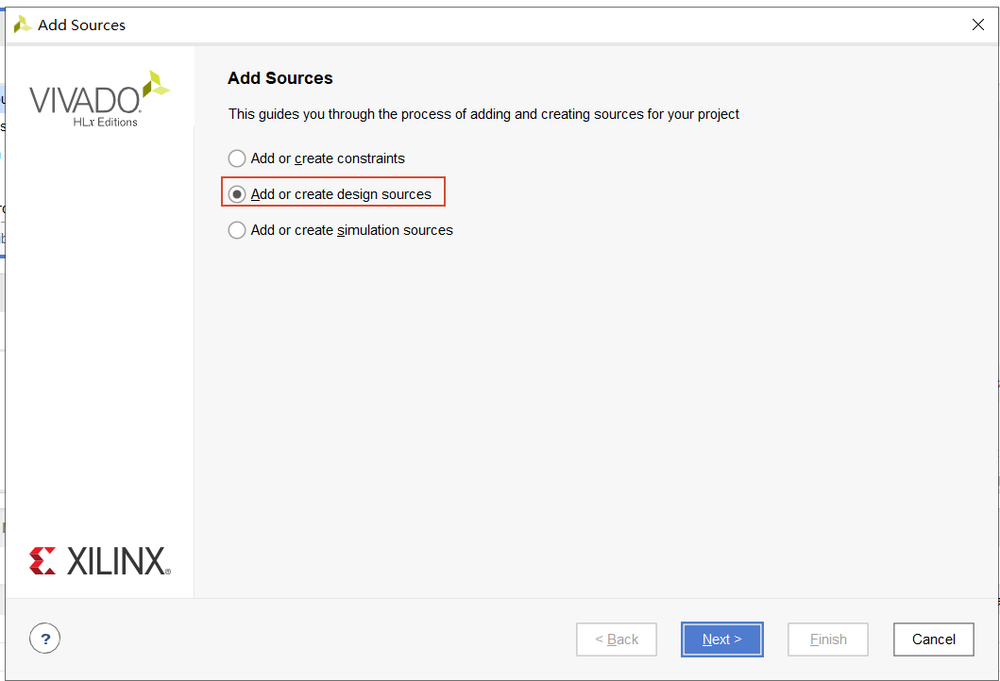 Add Sources
VIVADO.
HLx Editions
Add Sources
This guides you through the process of adding and creating sources for your project
Add or create constraints
Add or create design sources
Add or create simulation sources
XILINX®
?
< Back
Next >
Finish
Cancel